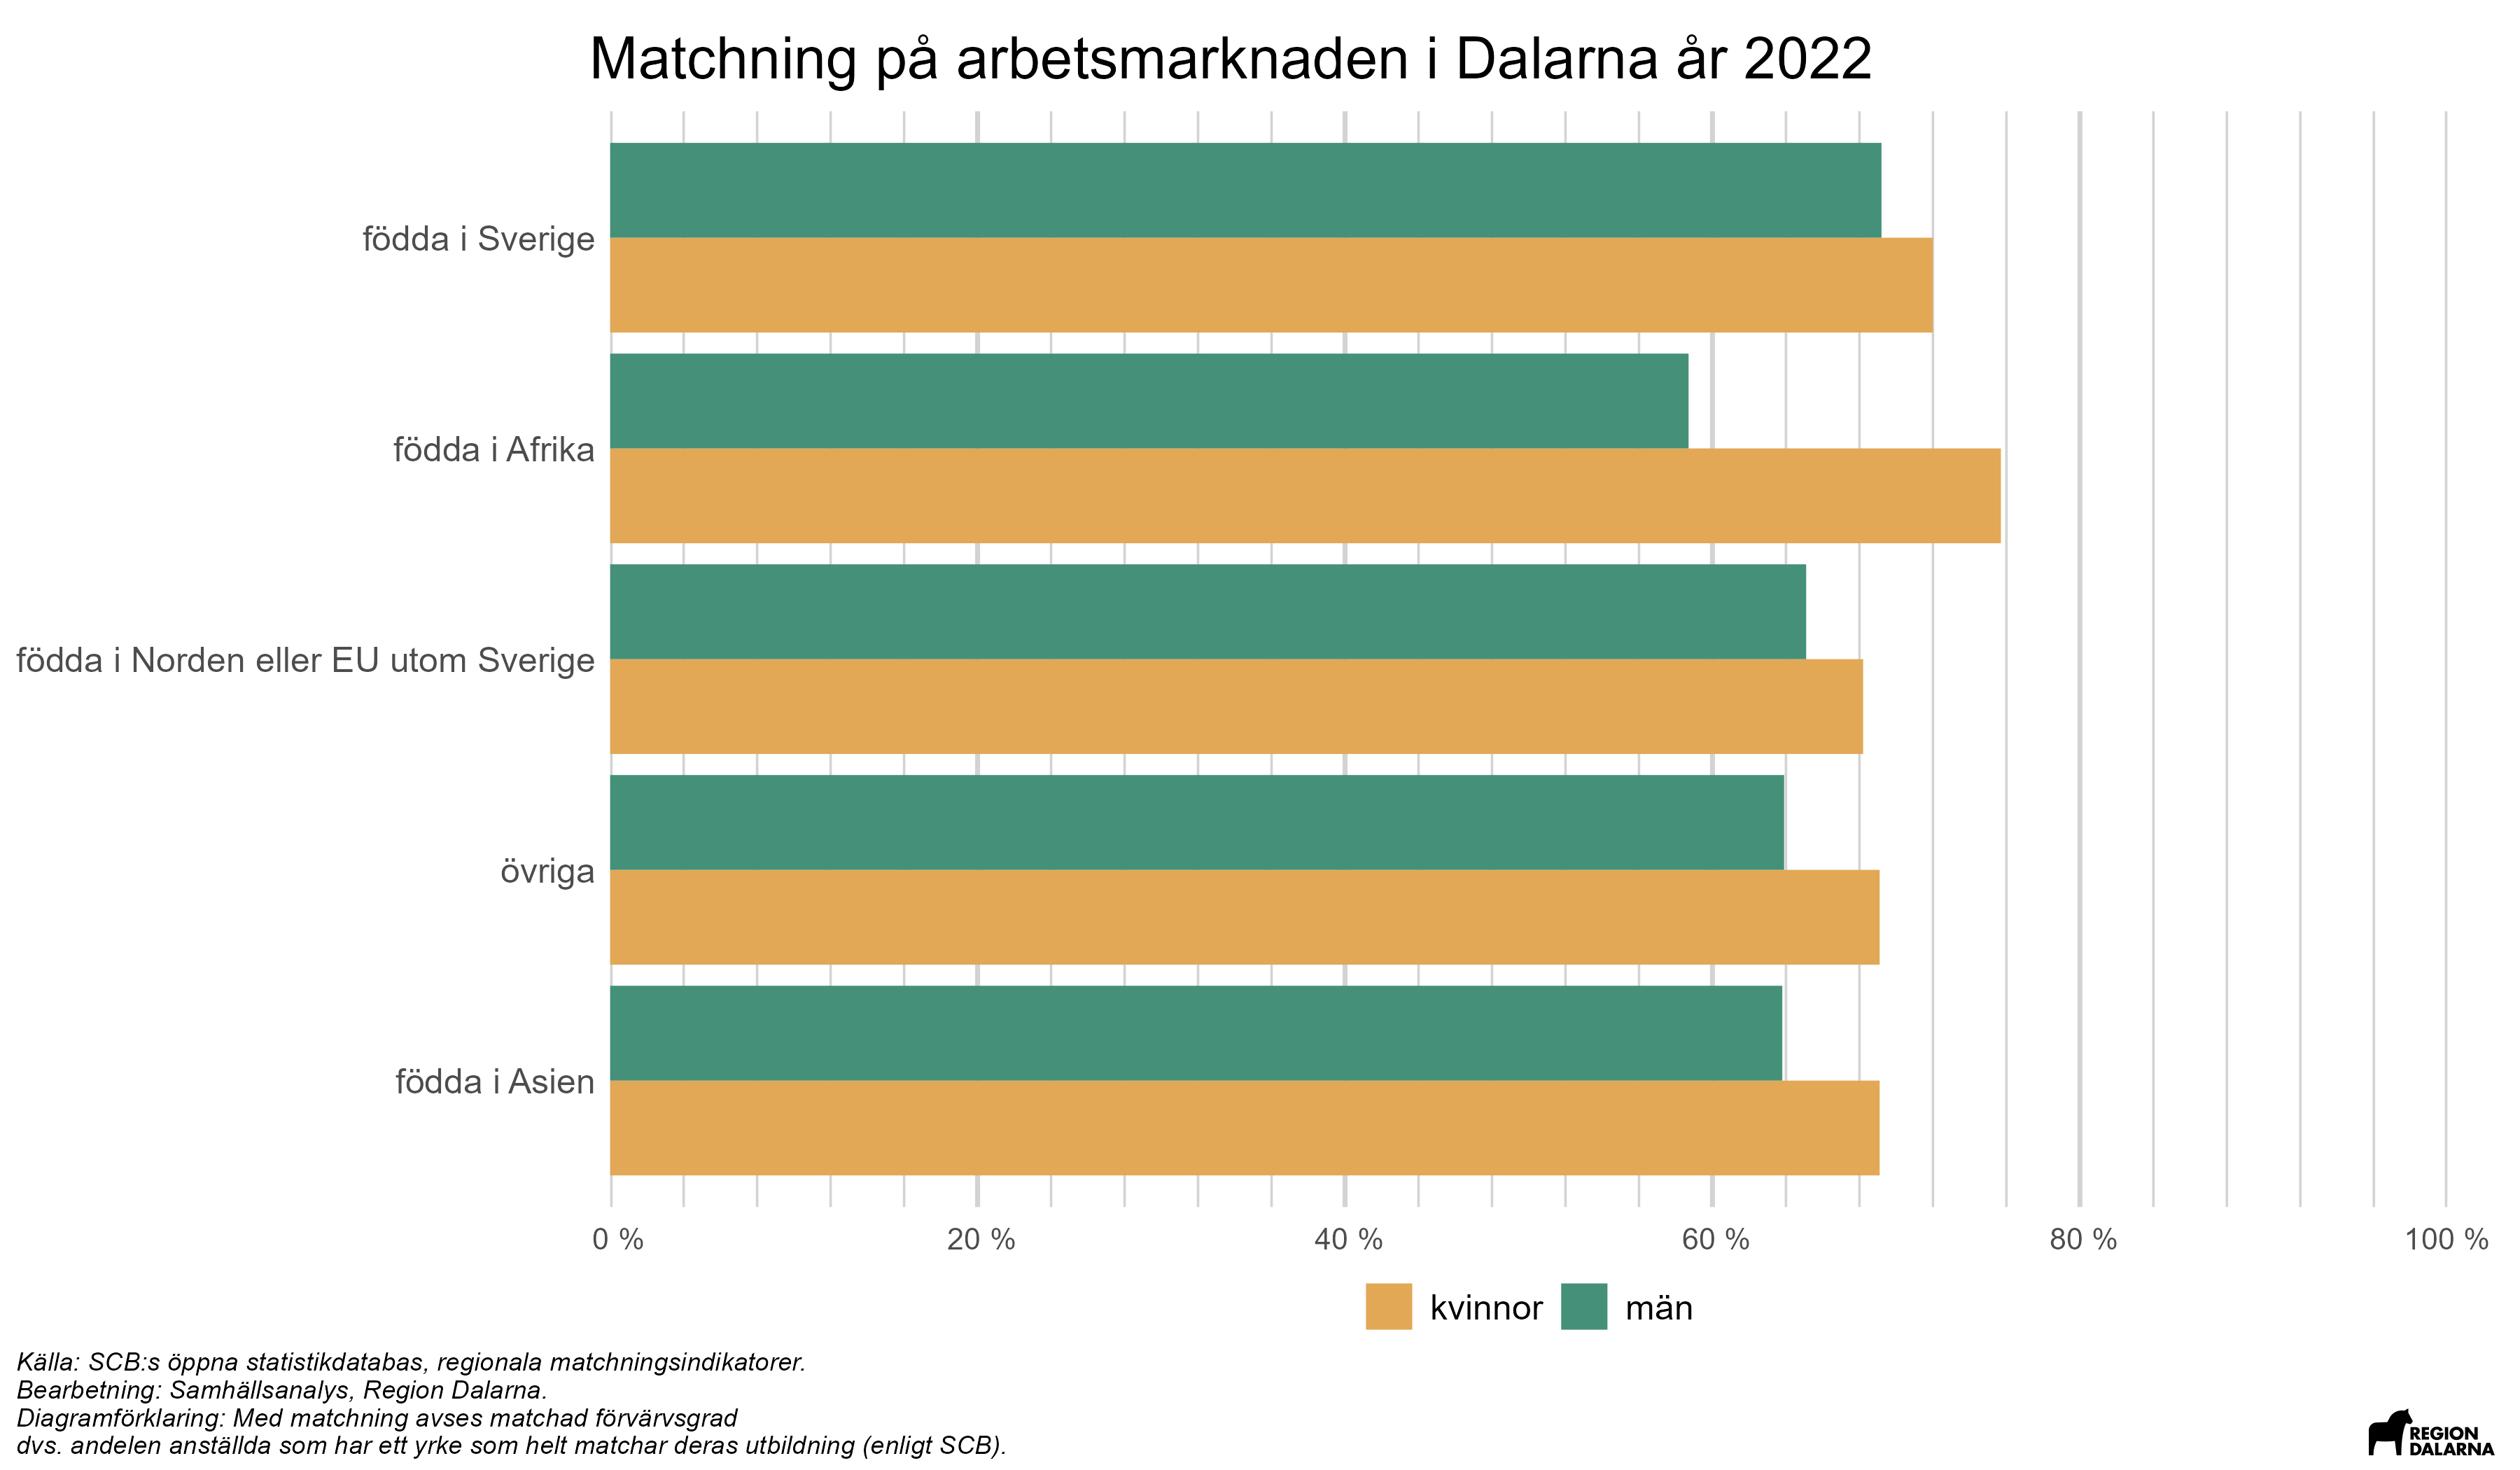 Matchning på arbetsmarknaden i Dalarna år 2022
födda i Sverige
födda i Afrika
födda i Norden eller EU utom Sverige
övriga
födda i Asien
0 % 20 % 40 % 60 % 80 % 100 %
kvinnor män
Källa: SCB:s öppna statistikdatabas, regionala matchningsindikatorer.
Bearbetning: Samhällsanalys, Region Dalarna.
Diagramförklaring: Med matchning avses matchad förvärvsgrad
dvs. andelen anställda som har ett yrke som helt matchar deras utbildning (enligt SCB).
REGION
DALARNA